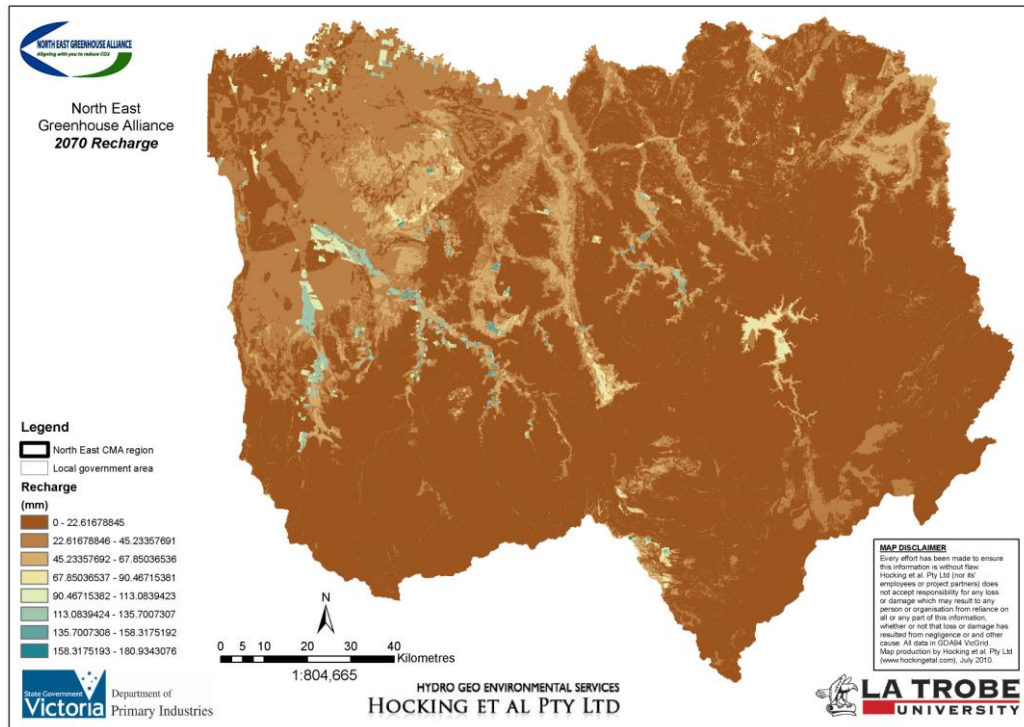 NORTH EAST GREENHOUSE ALLIANCE
Aligning with you to reduce CO2
North East
Greenhouse Alliance
2070 Recharge
Legend
North East CMA region
Local government area
Recharge
(mm)
0 - 22.61678845
22.61678846 - 45.23357691
45.23357692 - 67.85036536
67.85036537 - 90.46715381
90.46715382 - 113.0839423
113.0839424 - 135.7007307
135.7007308 - 158.3175192
158.3175193 - 180.9343076
N
0 5 10 20 30 40
Kilometres
1:804,665
MAP DISCLAIMER
Every effort has been made to ensure
this information is without flaw.
Hocking et al. Pty Ltd (nor its'
employees or project partners) does
not accept responsibility for any loss
or damage which may result to any
person or organisation from reliance on
all or any part of this information,
whether or not that loss or damage has
resulted from negligence or and other
cause. All data in GDA94 VicGrid.
Map production by Hocking et al. Pty Ltd
(www.hockingetal.com), July 2010.
State Government
Victoria
Department of
Primary Industries
HYDRO GEO ENVIRONMENTAL SERVICES
HOCKING ET AL PTY LTD
LA TROBE
UNIVERSITY